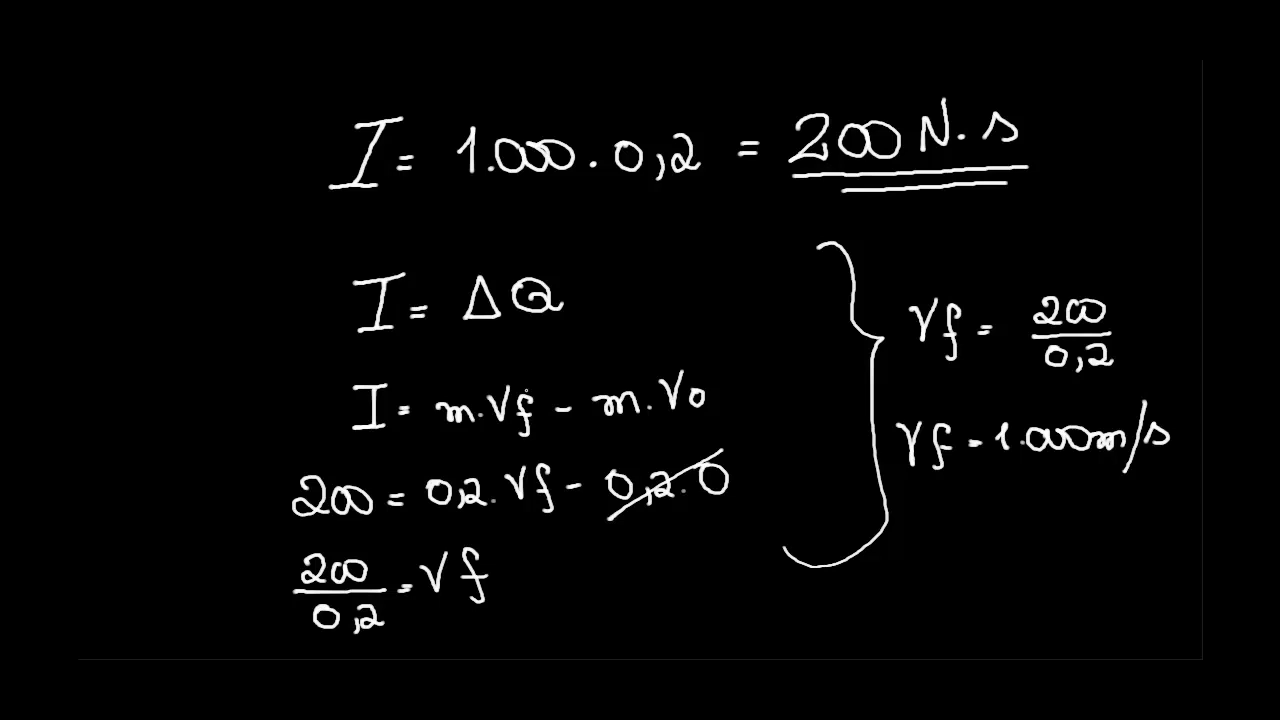 I = 1.000 . 0,2 = 200 N.s
I = ΔQ
I = m.Vf - m.Vo
200 = 0,2.Vf - 0,2.0
200/0,2 = Vf
Vf = 200/0,2
Vf = 1.000m/s